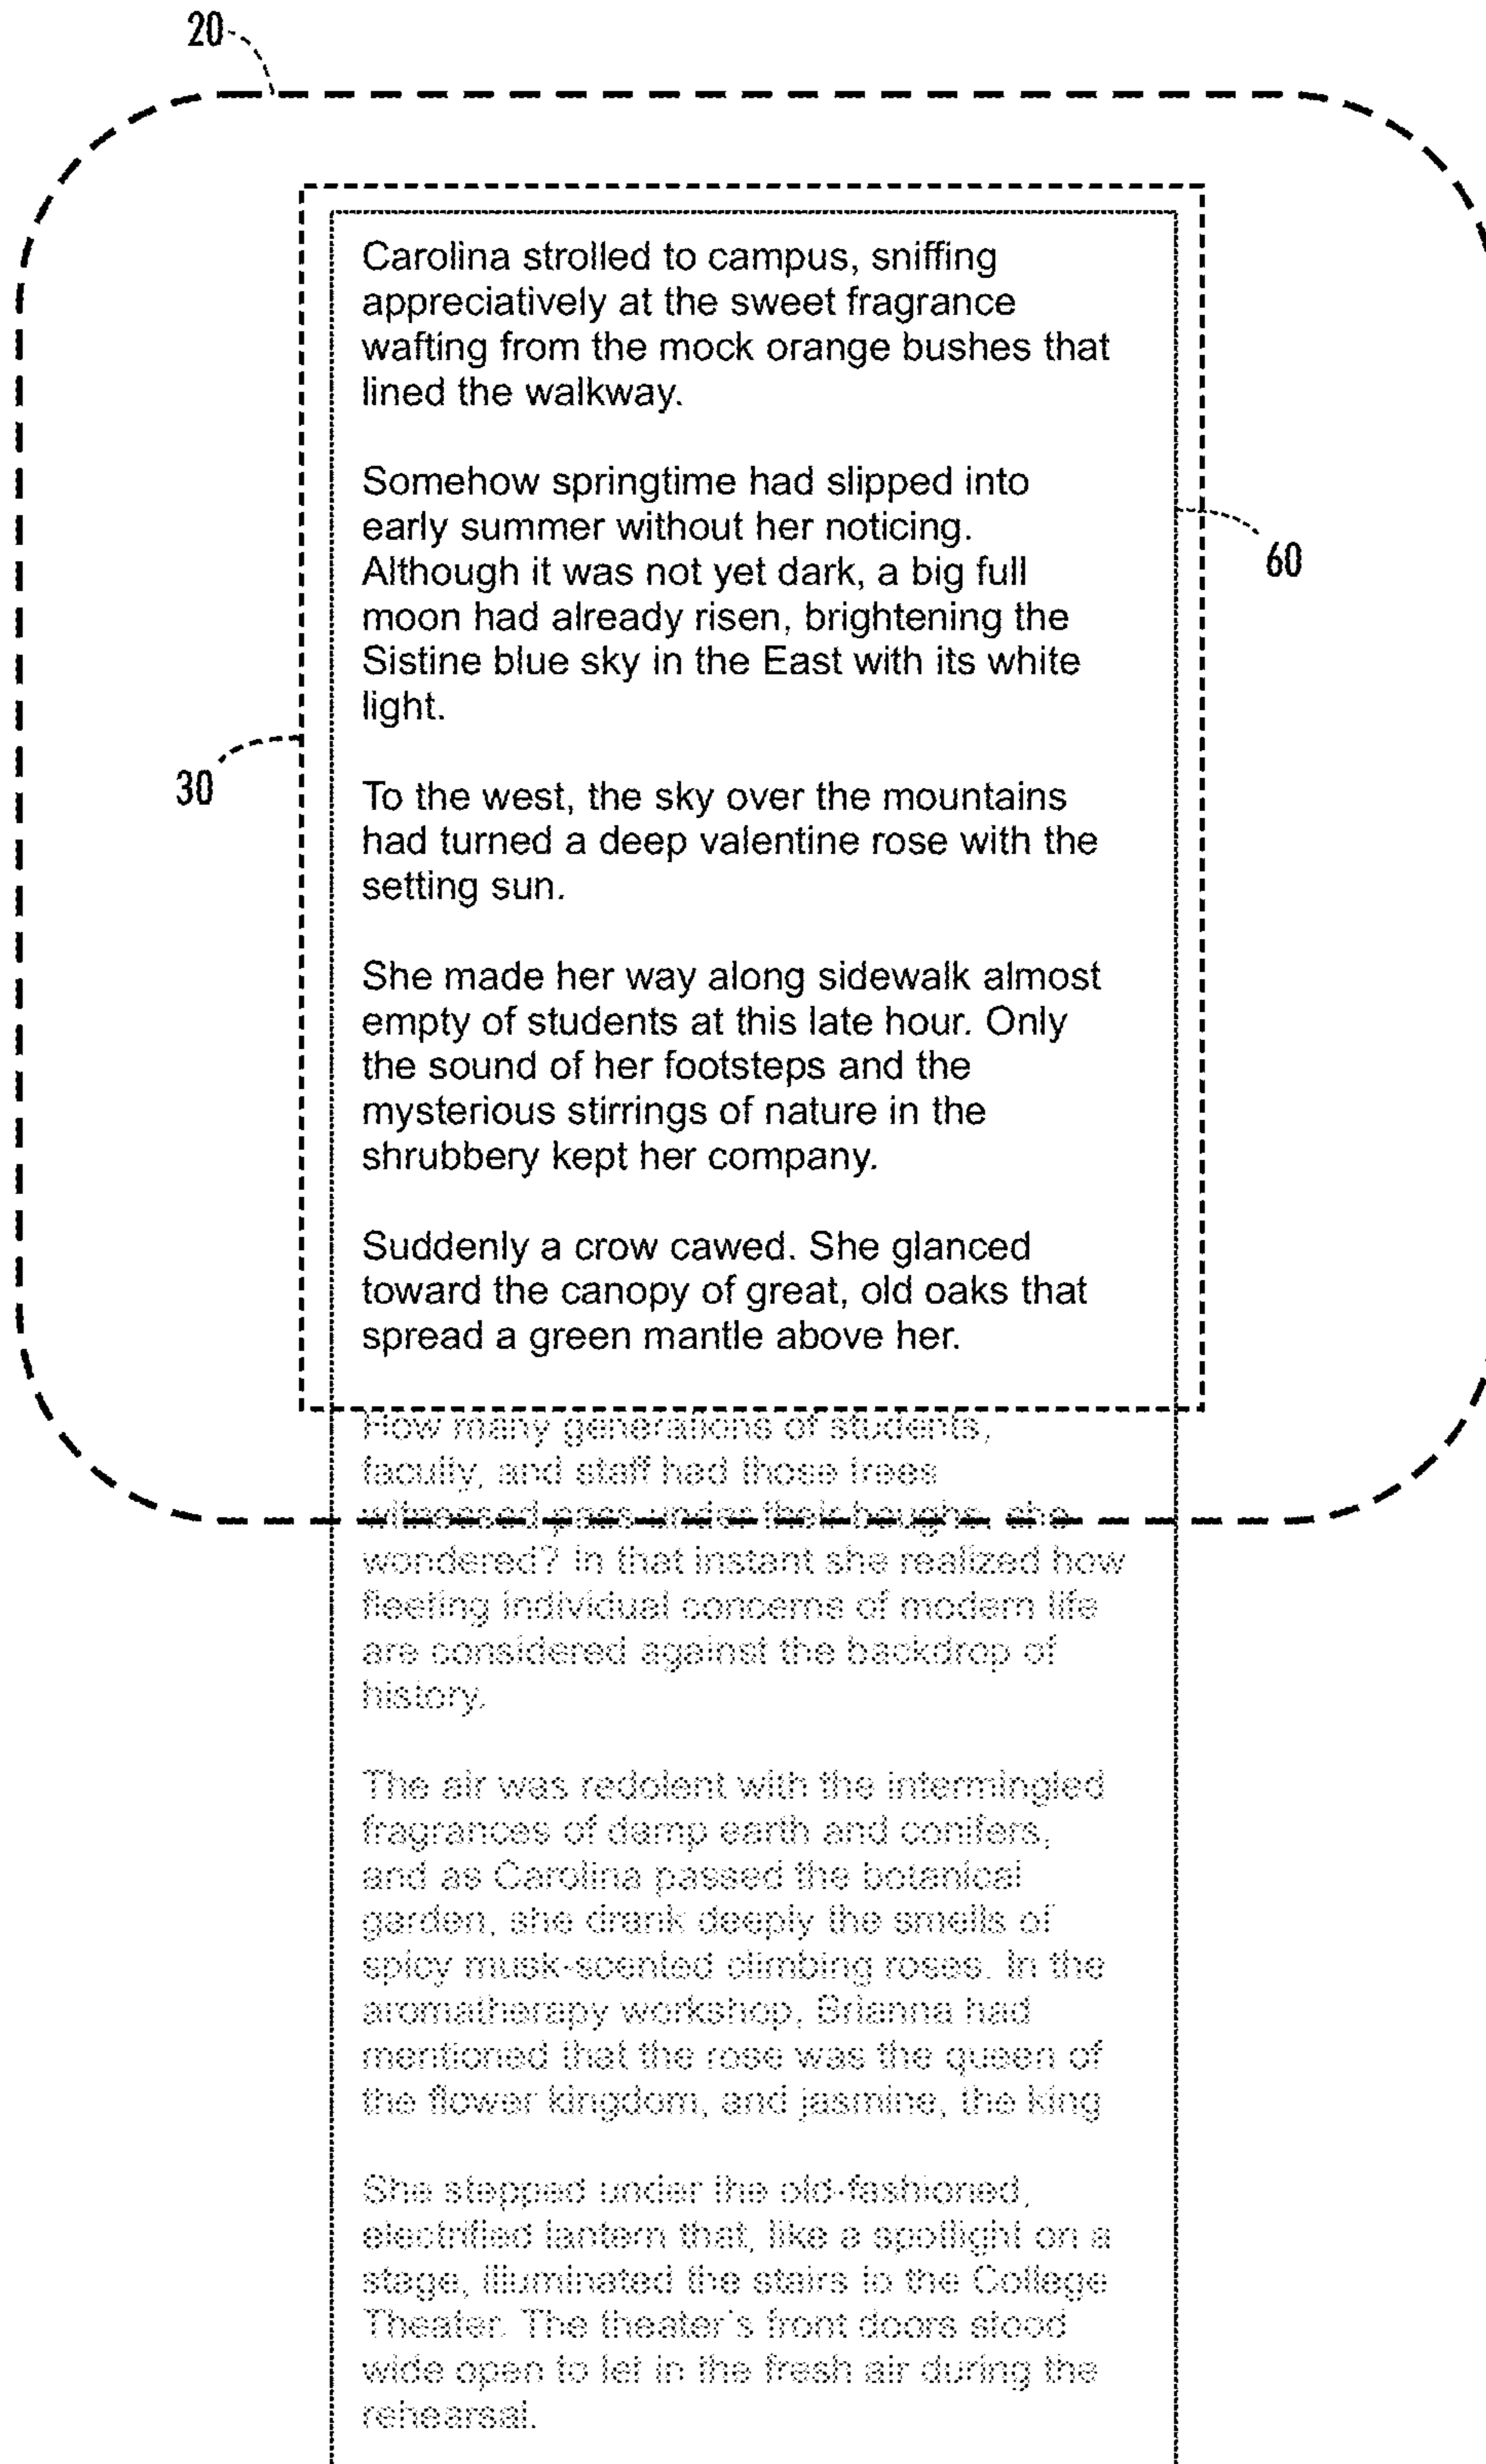 20
Carolina strolled to campus, sniffing
appreciatively at the sweet fragrance
wafting from the mock orange bushes that
lined the walkway.
Somehow springtime had slipped into
early summer without her noticing.
Although it was not yet dark, a big full
moon had already risen, brightening the
Sistine blue sky in the East with its white
light.
60
30
To the west, the sky over the mountains
had turned a deep valentine rose with the
setting sun.
She made her way along sidewalk almost
empty of students at this late hour. Only
the sound of her footsteps and the
mysterious stirrings of nature in the
shrubbery kept her company.
Suddenly a crow cawed. She glanced
toward the canopy of great, old oaks that
spread a green mantle above her.
How many generations of students,
faculty, and staff had those trees
witnessed pass under their boughs, she
wondered? In that instant she realized how
fleeting individual concerns of modern life
are considered against the backdrop of
history.
The air was redolent with the intermingled
fragrances of damp earth and conifers,
and as Carolina passed the botanical
garden, she drank deeply the smells of
spicy musk-scented climbing roses. In the
aromatherapy workshop, Brianna had
mentioned that the rose was the queen of
the flower kingdom, and jasmine, the king
She stepped under the old-fashioned,
electrified lantern that, like a spotlight on a
stage, illuminated the stairs to the College
Theater. The theater's front doors stood
wide open to let in the fresh air during the
rehearsal.